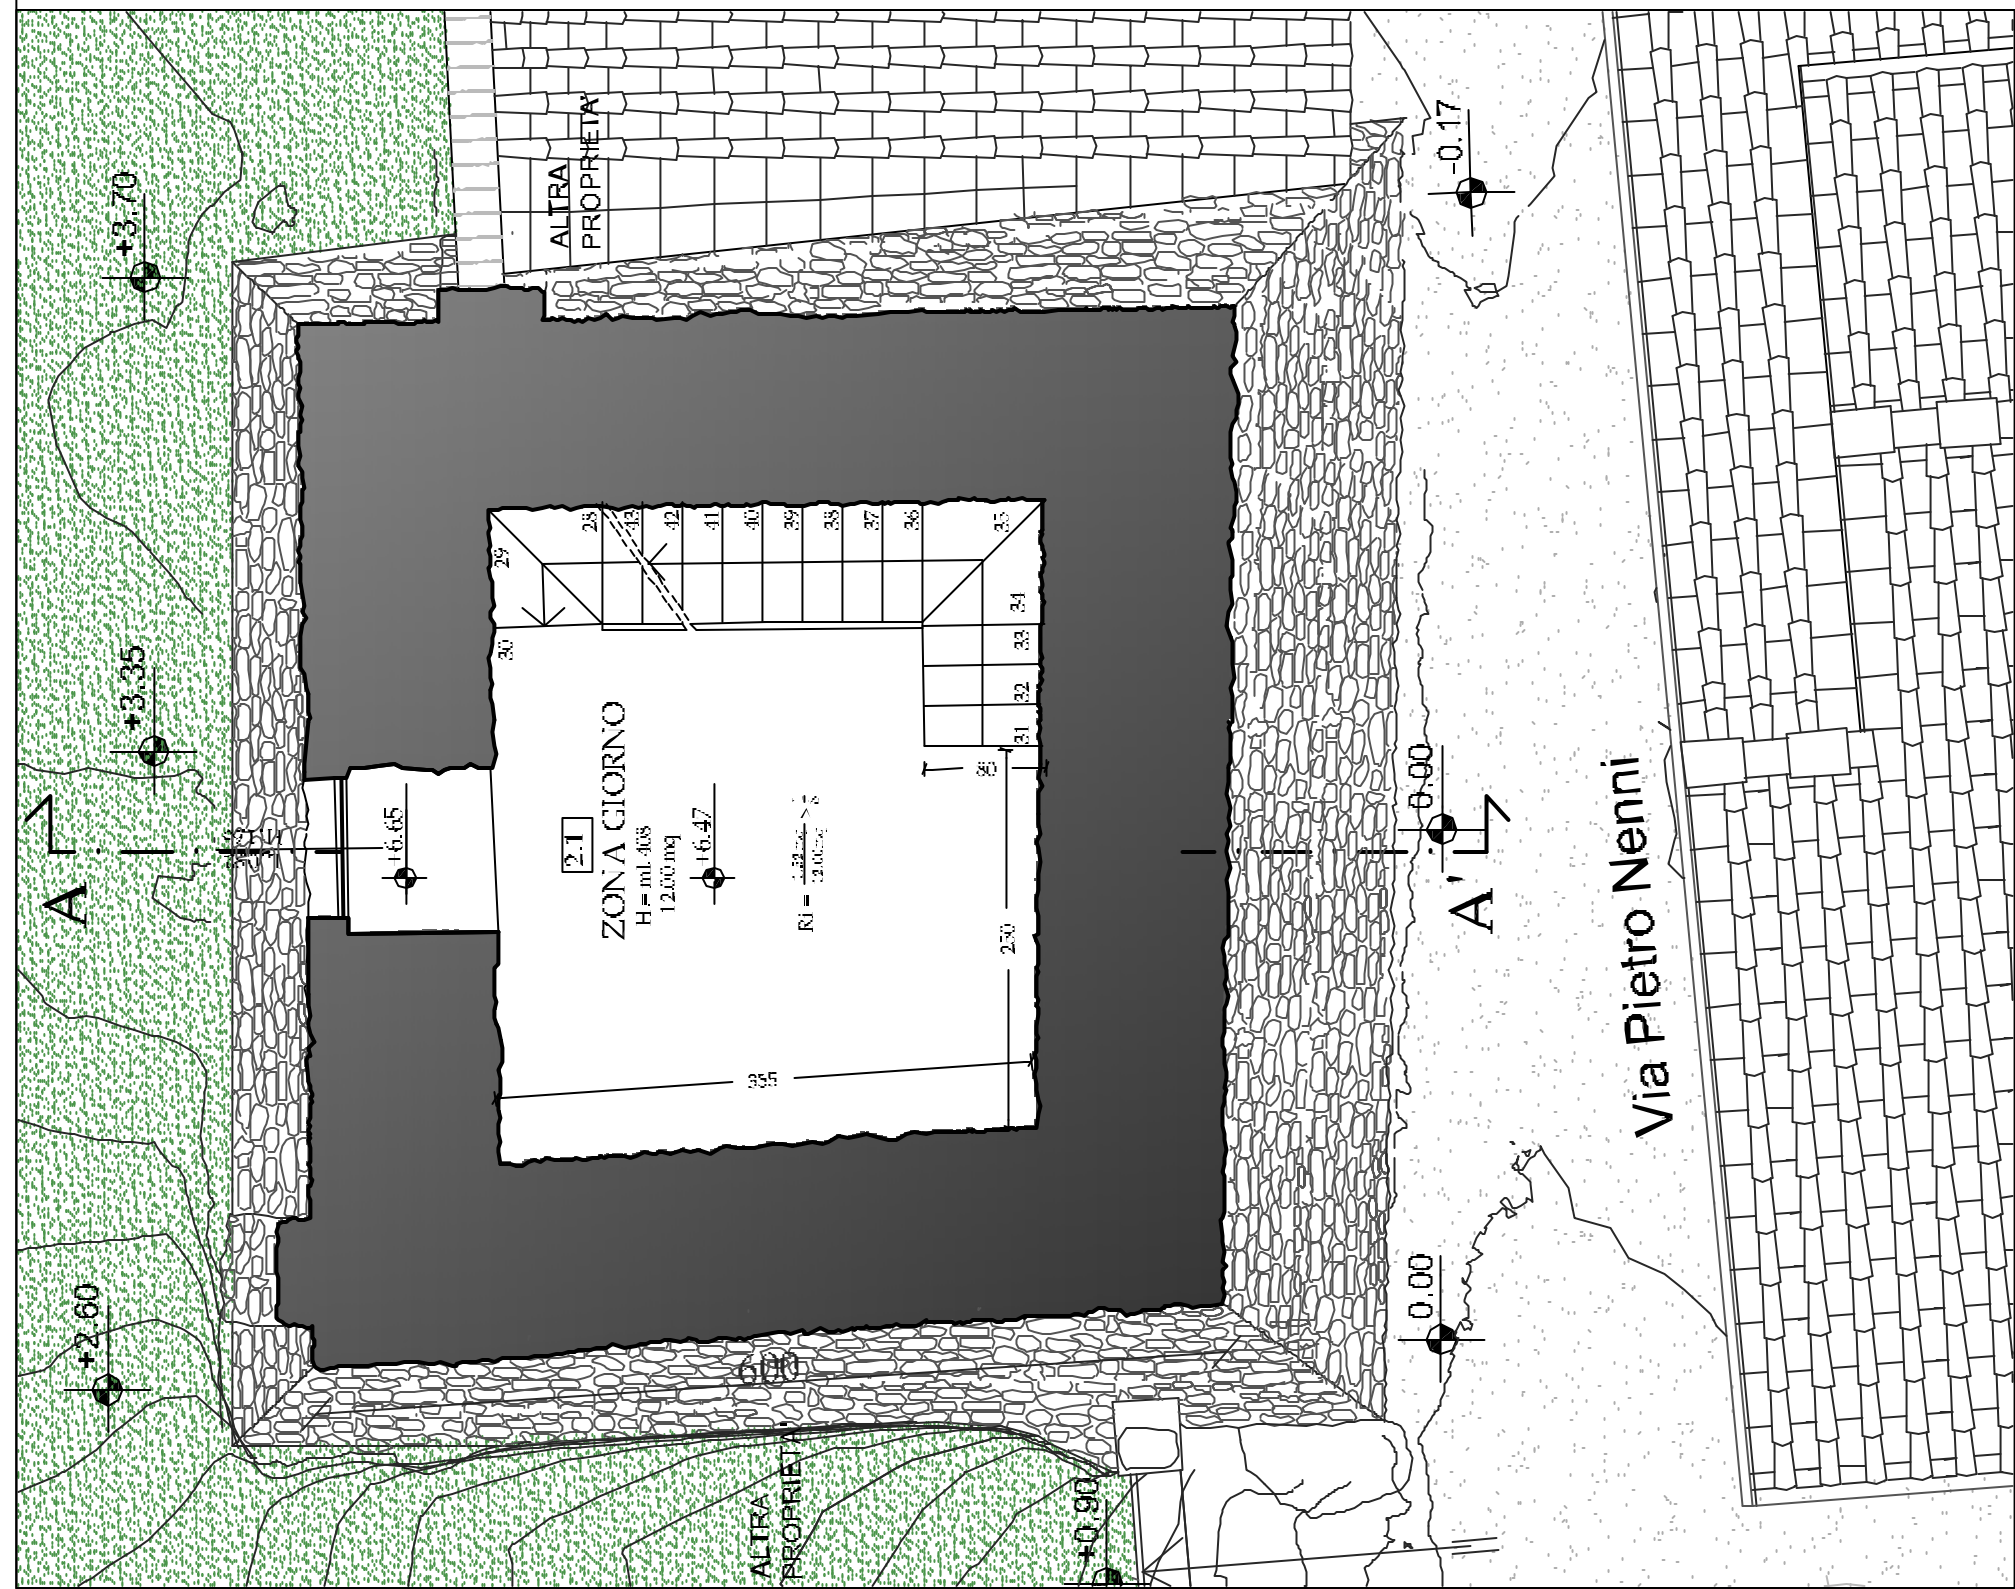 +3.70
+3.35
+2.60
ALTRA
PROPRIETA'
-0.17
29
28
43
42
41
40
39
38
37
36
35
34
33
32
31
30
80
+6.65
2.1
ZONA GIORNO
H = ml. 4.08
12.00 mq
+6.47
Ri =
250
355
A
A'
0.00
Via Pietro Nenni
0.00
600
ALTRA
PROPRIETA'
+0.90